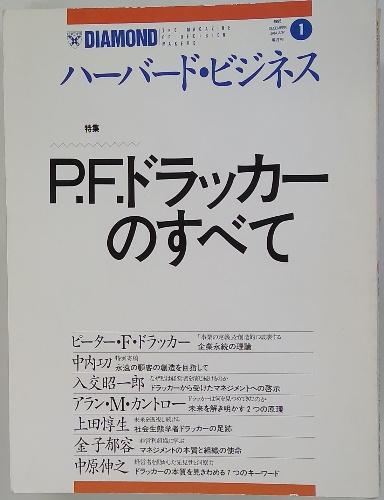 DIAMOND
THE MAGAZINE
OF DECISION
MAKERS
1
ハーバード・ビジネス
特集
P.F.ドラッカー
のすべて
ピーター・F・ドラッカー
企業永続の理論
中内㓛 特別寄稿
永遠の顧客の創造を目指して
入交昭一郎
ドラッカーから受けたマネジメントへの啓示
アラン・M・カントロー
未来を解き明かす2つの原理
上田惇生
社会生態学者ドラッカーの足跡
金子郁容
マネジメントの本質と組織の使命
中原伸之
ドラッカーの本質を見きわめる7つのキーワード